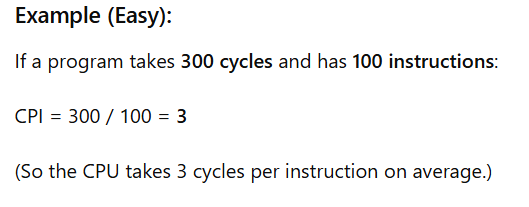 Example (Easy):
If a program takes 300 cycles and has 100 instructions:
CPI = 300 / 100 = 3
(So the CPU takes 3 cycles per instruction on average.)